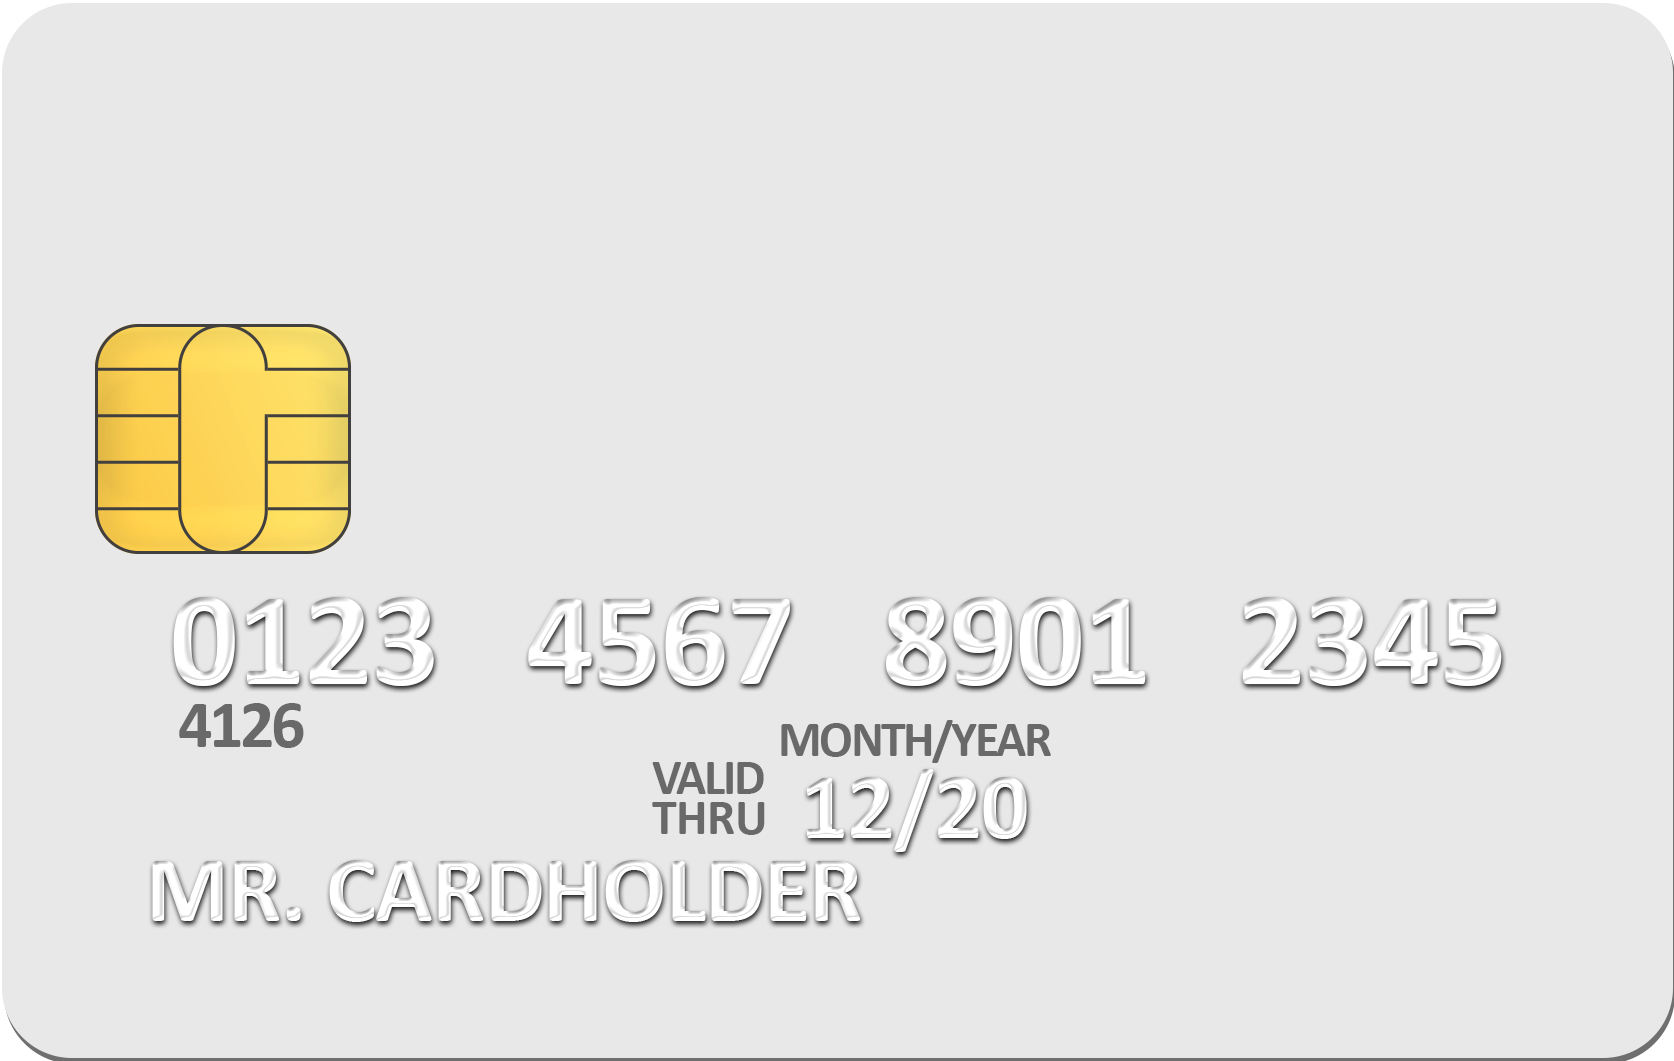 0123 4567 8901 2345
4126
MONTH/YEAR
VALID
THRU
12/20
MR. CARDHOLDER